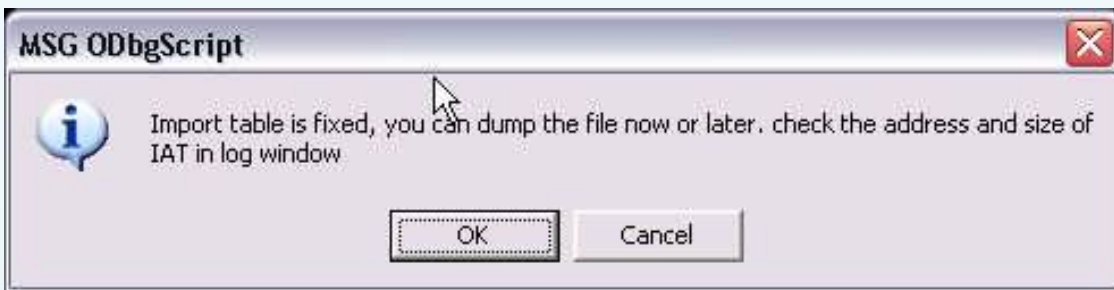 MSG ODbgScript
Import table is fixed, you can dump the file now or later. check the address and size of
IAT in log window
OK
Cancel